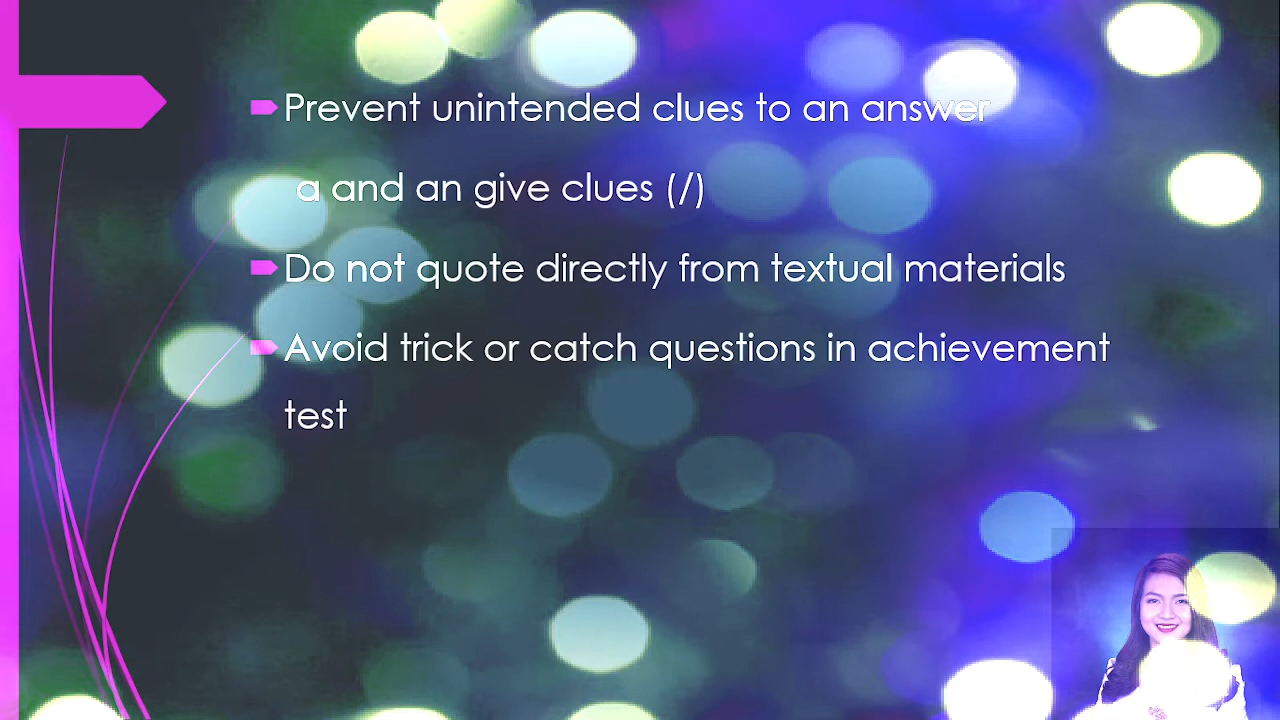 Prevent unintended clues to an answer
a and an give clues (/)
Do not quote directly from textual materials
Avoid trick or catch questions in achievement
test